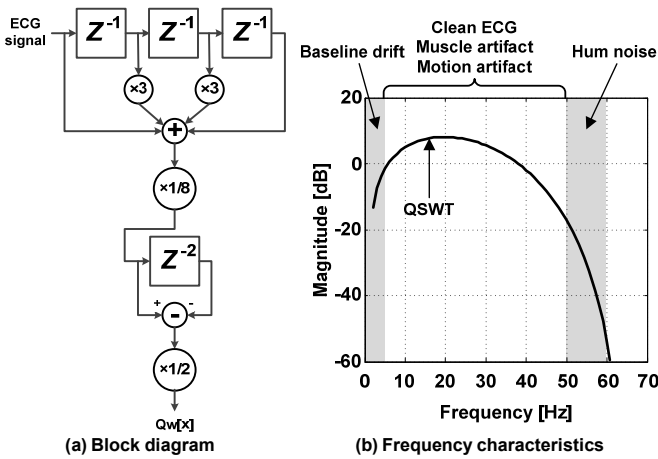 ECG
signal
Z-1
Z-1
Z-1
×3
×3
+
×1/8
Z-2
+
-
-
×1/2
Qw[x]
(a) Block diagram
Baseline drift
Clean ECG
Muscle artifact
Motion artifact
Hum noise
20
0
-20
-40
-60
Magnitude [dB]
QSWT
0
10
20
30
40
50
60
70
Frequency [Hz]
(b) Frequency characteristics